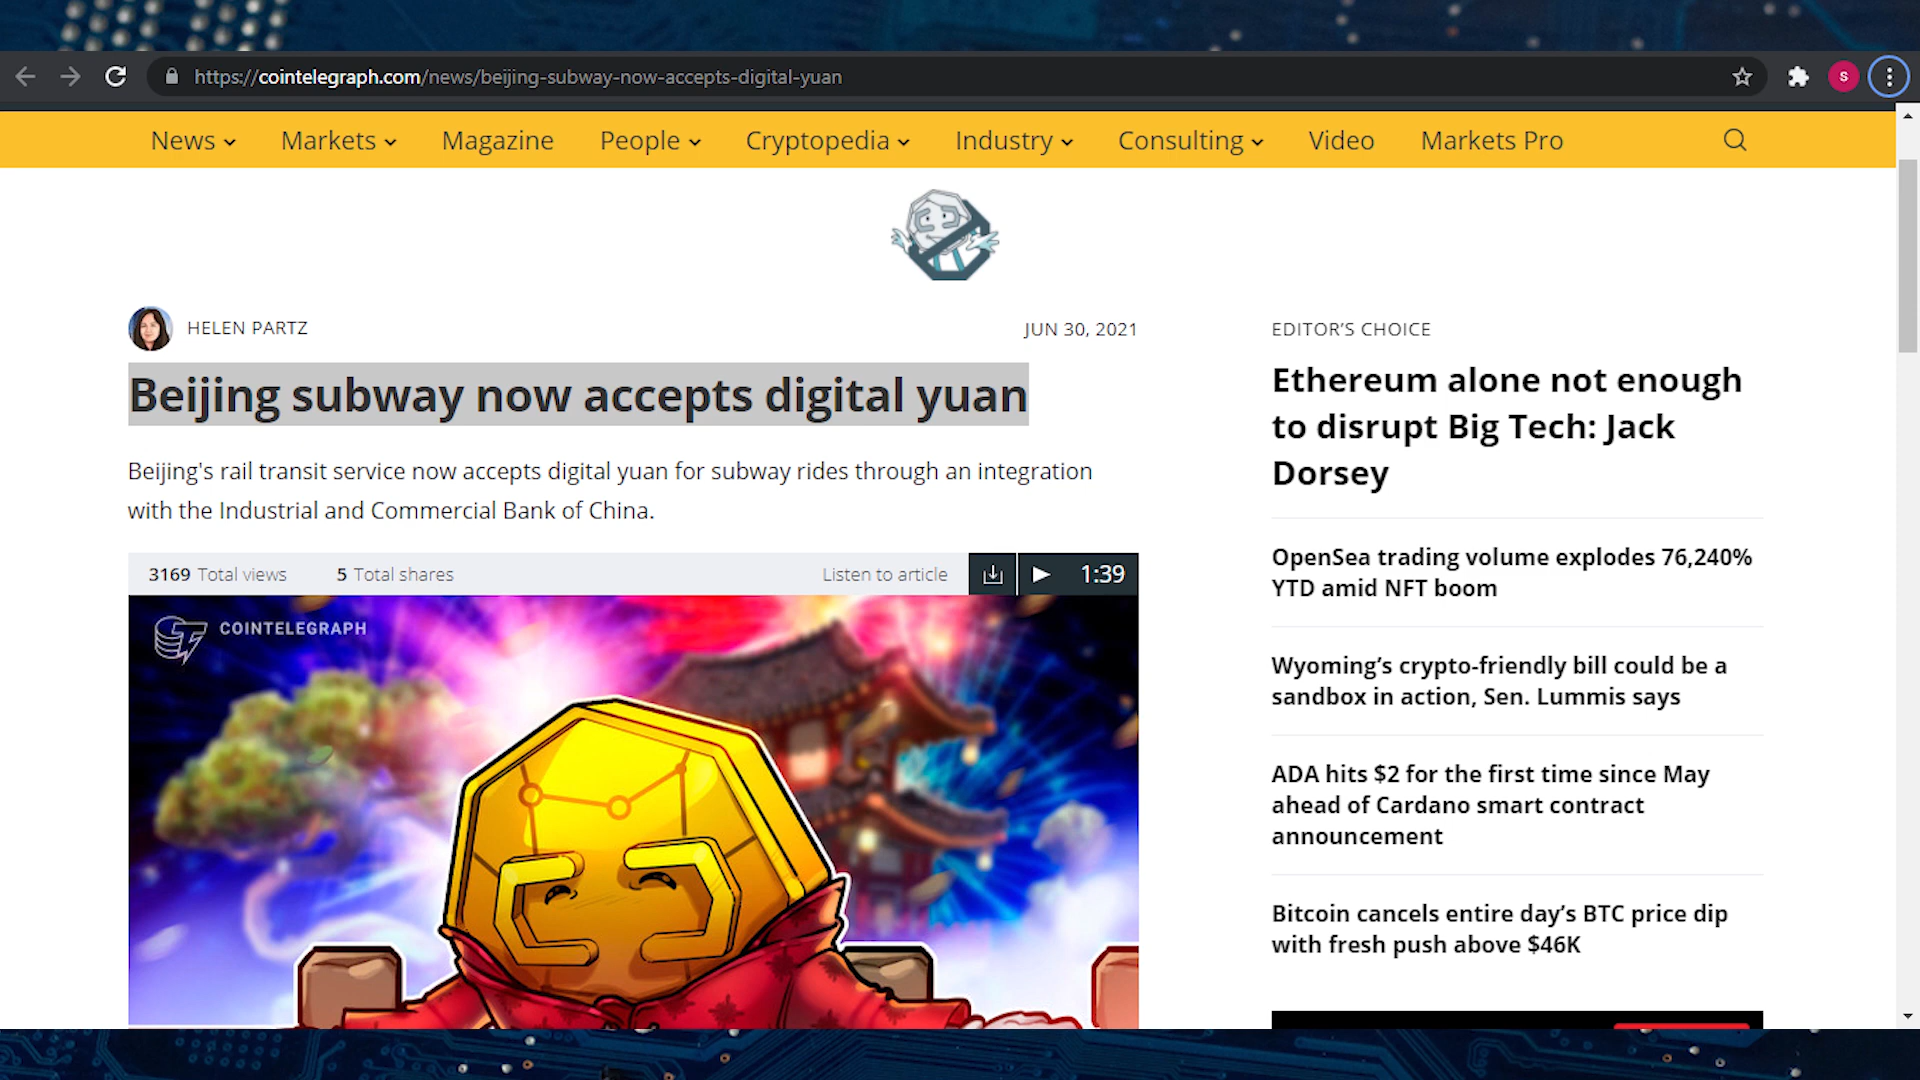 https://cointelegraph.com/news/beijing-subway-now-accepts-digital-yuan
S
News Markets Magazine People Cryptopedia Industry Consulting Video Markets Pro
HELEN PARTZ
JUN 30, 2021
Beijing subway now accepts digital yuan
Beijing's rail transit service now accepts digital yuan for subway rides through an integration
with the Industrial and Commercial Bank of China.
3169 Total views 5 Total shares Listen to article 1:39
COINTELEGRAPH
EDITOR’S CHOICE
Ethereum alone not enough
to disrupt Big Tech: Jack
Dorsey
OpenSea trading volume explodes 76,240%
YTD amid NFT boom
Wyoming’s crypto-friendly bill could be a
sandbox in action, Sen. Lummis says
ADA hits $2 for the first time since May
ahead of Cardano smart contract
announcement
Bitcoin cancels entire day’s BTC price dip
with fresh push above $46K